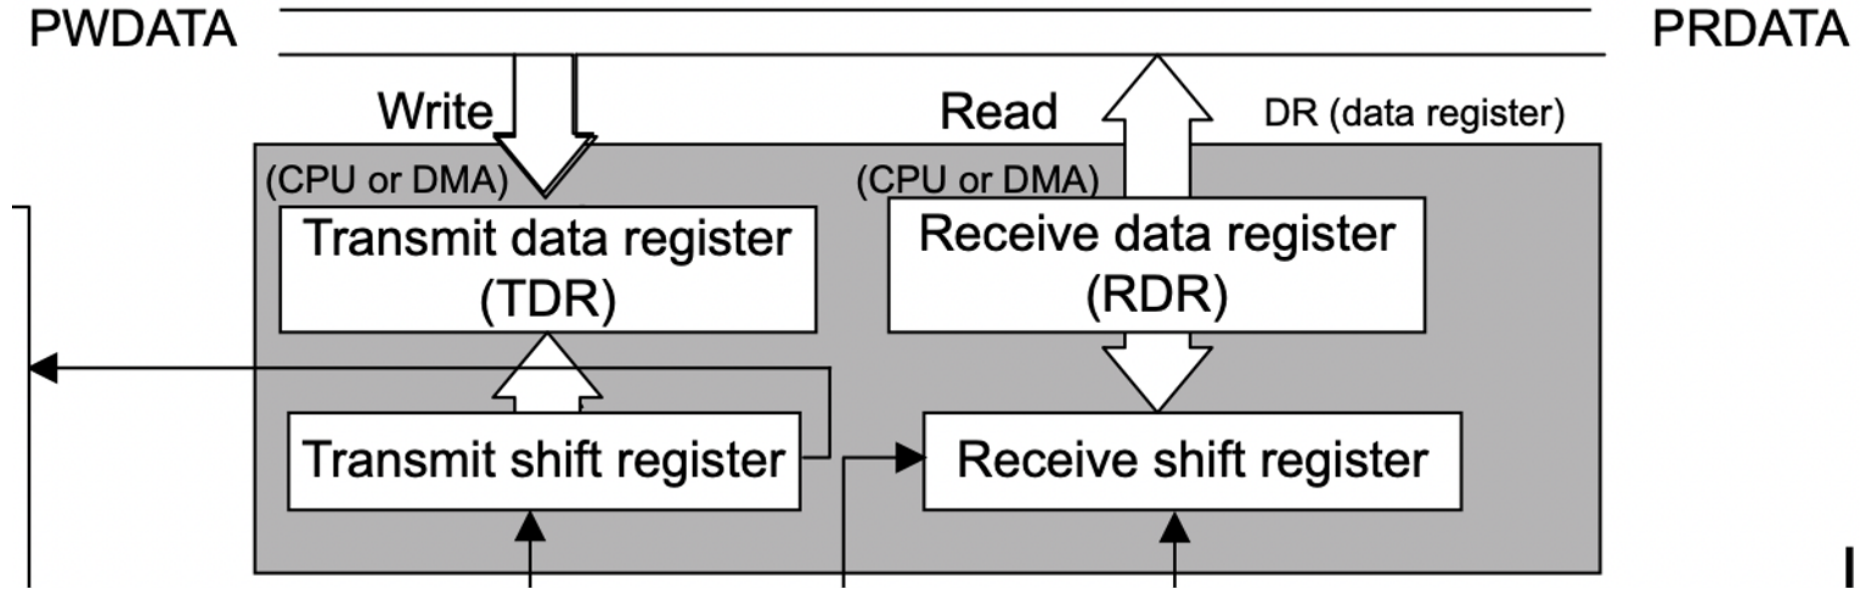 PWDATA
PRDATA
Write
Read
DR (data register)
(CPU or DMA)
(CPU or DMA)
Transmit data register
(TDR)
Receive data register
(RDR)
Transmit shift register
Receive shift register